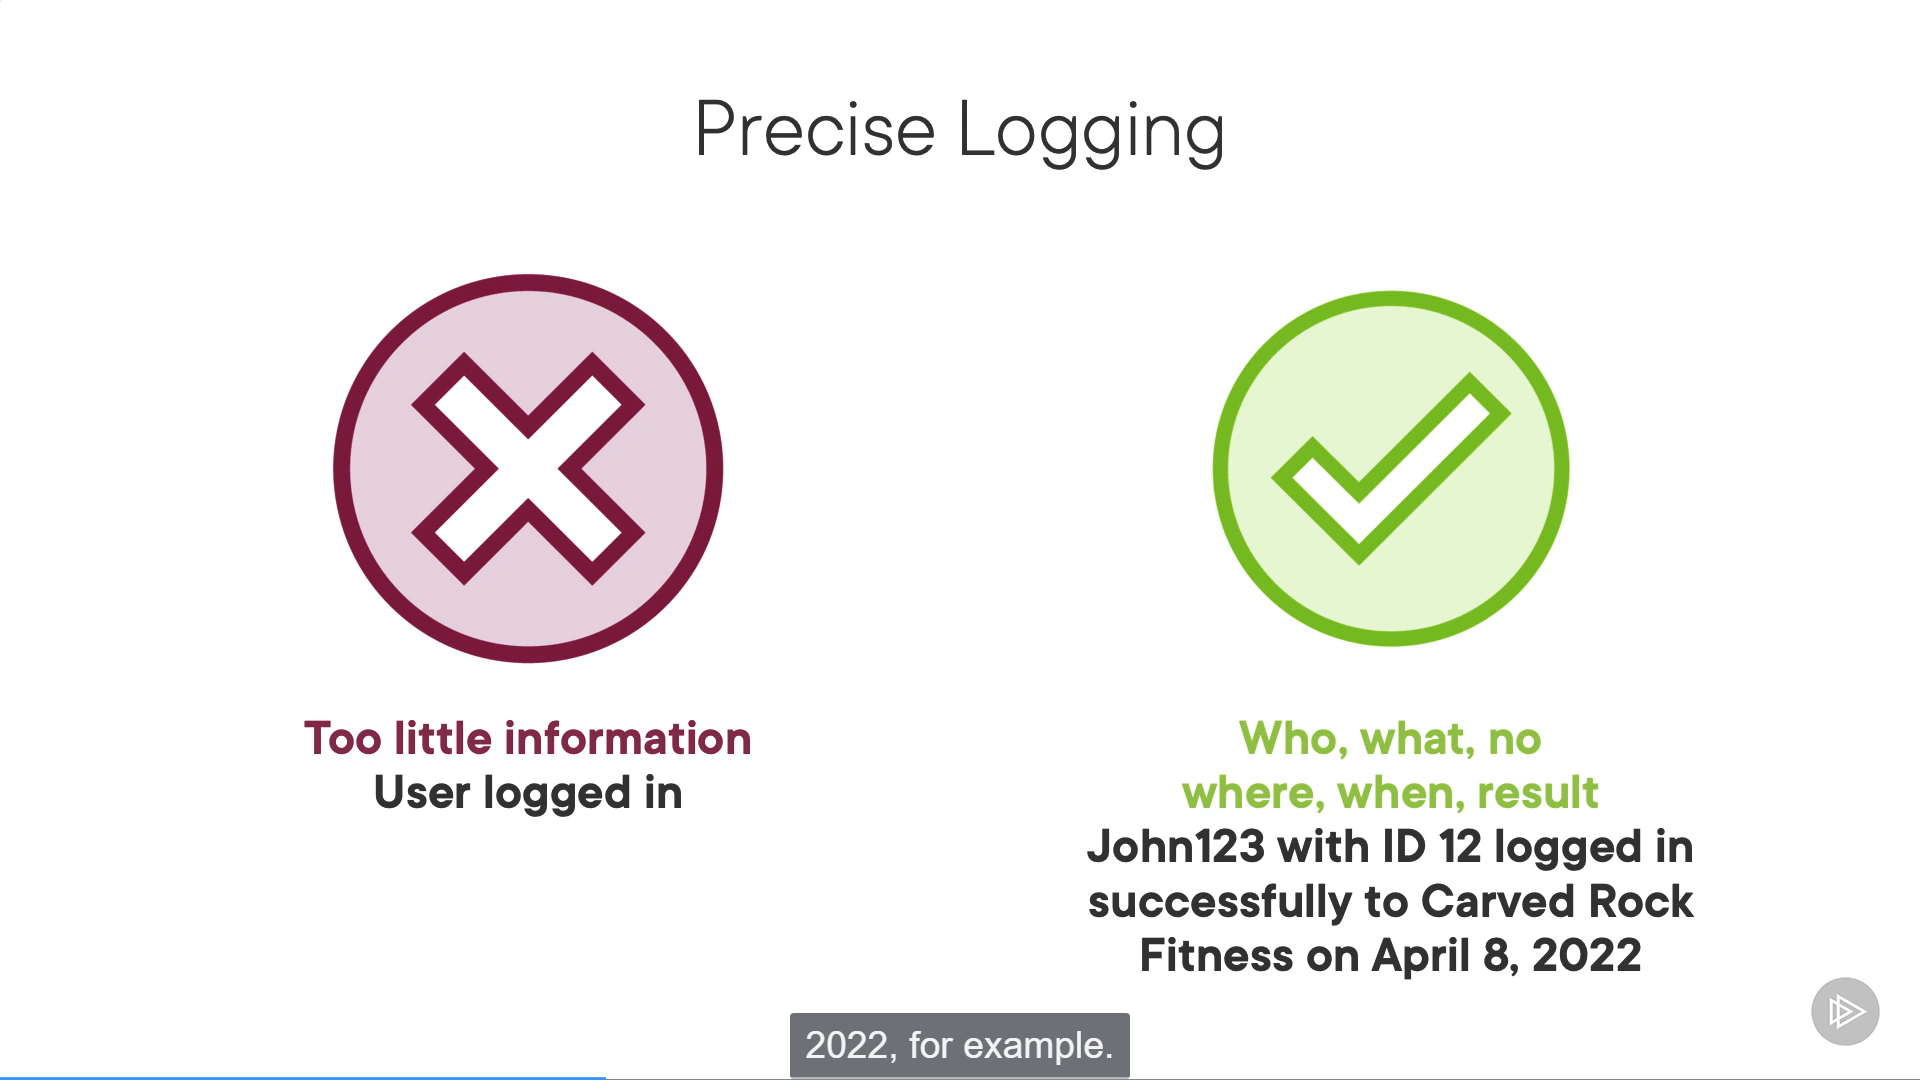 Precise Logging
Too little information
User logged in
Who, what, no
where, when, result
John123 with ID 12 logged in
successfully to Carved Rock
Fitness on April 8, 2022
2022, for example.